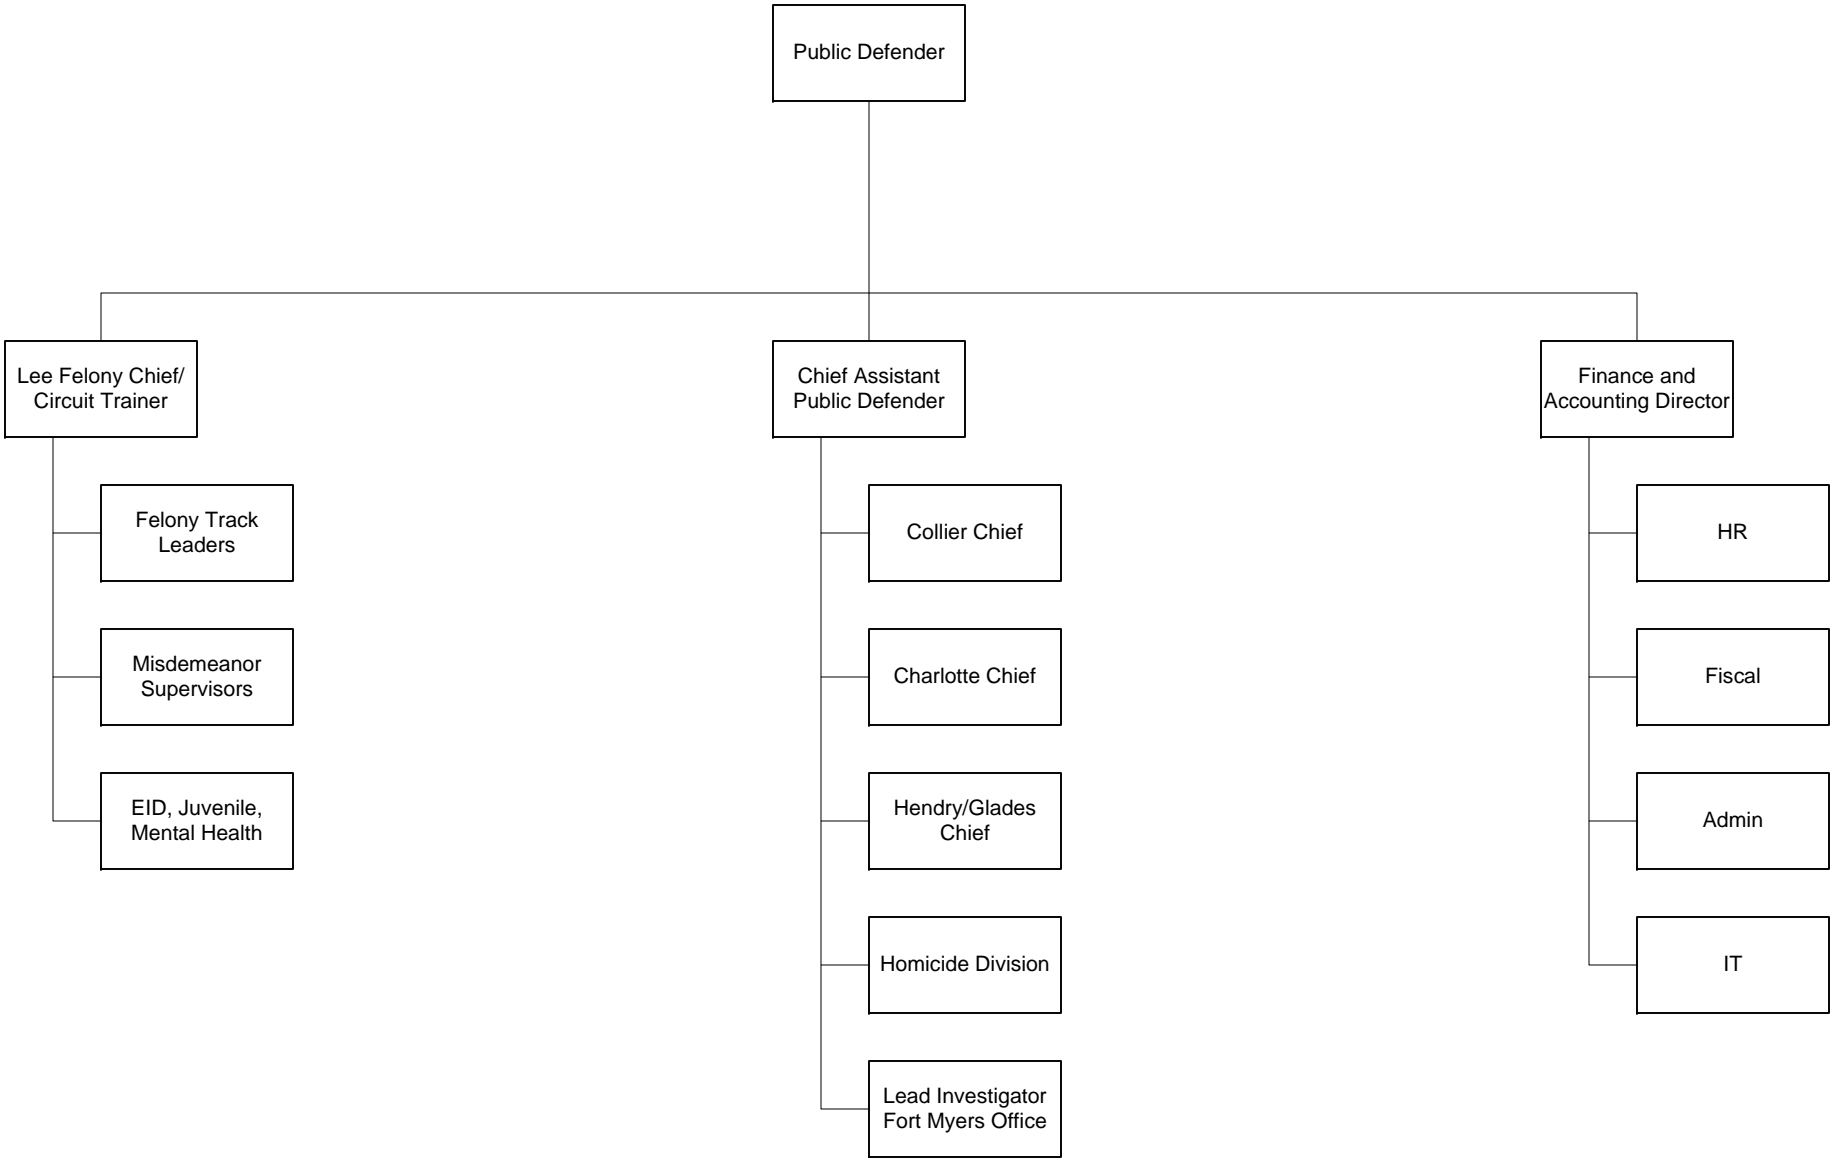 Public Defender
Lee Felony Chief/
Circuit Trainer
Chief Assistant
Public Defender
Finance and
Accounting Director
Felony Track
Leaders
Misdemeanor
Supervisors
EID, Juvenile,
Mental Health
Collier Chief
Charlotte Chief
Hendry/Glades
Chief
Homicide Division
Lead Investigator
Fort Myers Office
HR
Fiscal
Admin
IT